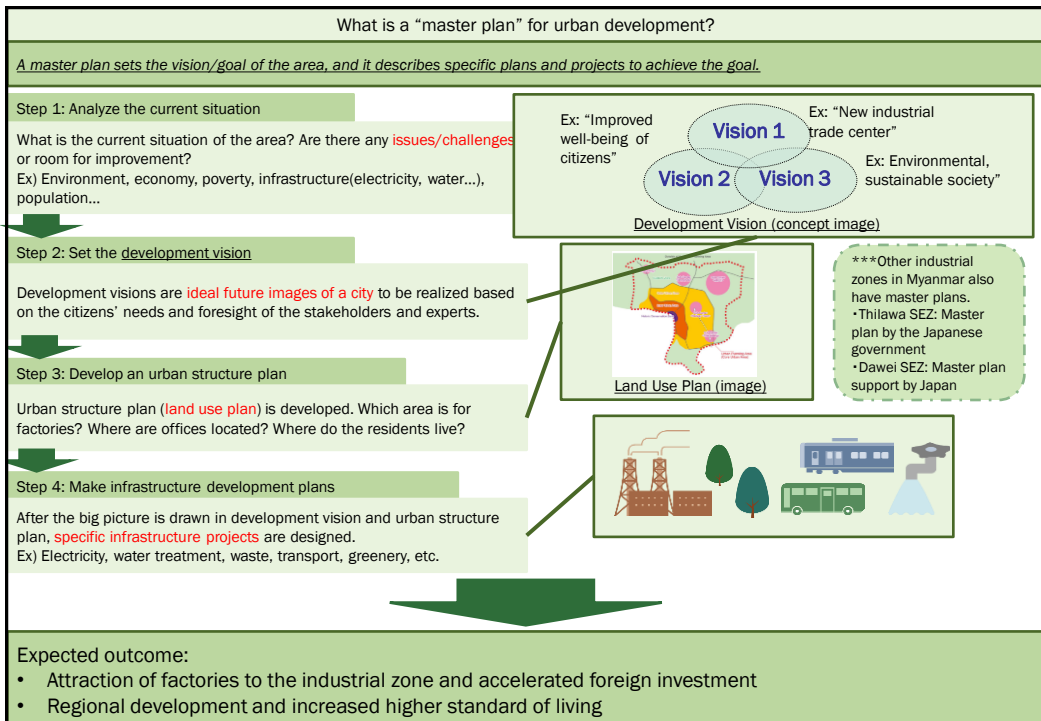 What is a “master plan” for urban development?
A master plan sets the vision/goal of the area, and it describes specific plans and projects to achieve the goal.
Step 1: Analyze the current situation
What is the current situation of the area? Are there any issues/challenges
or room for improvement?
Ex) Environment, economy, poverty, infrastructure(electricity, water...),
population...
Step 2: Set the development vision
Development visions are ideal future images of a city to be realized based
on the citizens’ needs and foresight of the stakeholders and experts.
Step 3: Develop an urban structure plan
Urban structure plan (land use plan) is developed. Which area is for
factories? Where are offices located? Where do the residents live?
Step 4: Make infrastructure development plans
After the big picture is drawn in development vision and urban structure
plan, specific infrastructure projects are designed.
Ex) Electricity, water treatment, waste, transport, greenery, etc.
Ex: “Improved
well-being of
citizens”
Vision 1
Ex: “New industrial
trade center”
Vision 2
Vision 3
Ex: Environmental,
sustainable society”
Development Vision (concept image)
Land Use Plan (image)
***Other industrial
zones in Myanmar also
have master plans.
・Thilawa SEZ: Master
plan by the Japanese
government
・Dawei SEZ: Master plan
support by Japan
Expected outcome:
• Attraction of factories to the industrial zone and accelerated foreign investment
• Regional development and increased higher standard of living